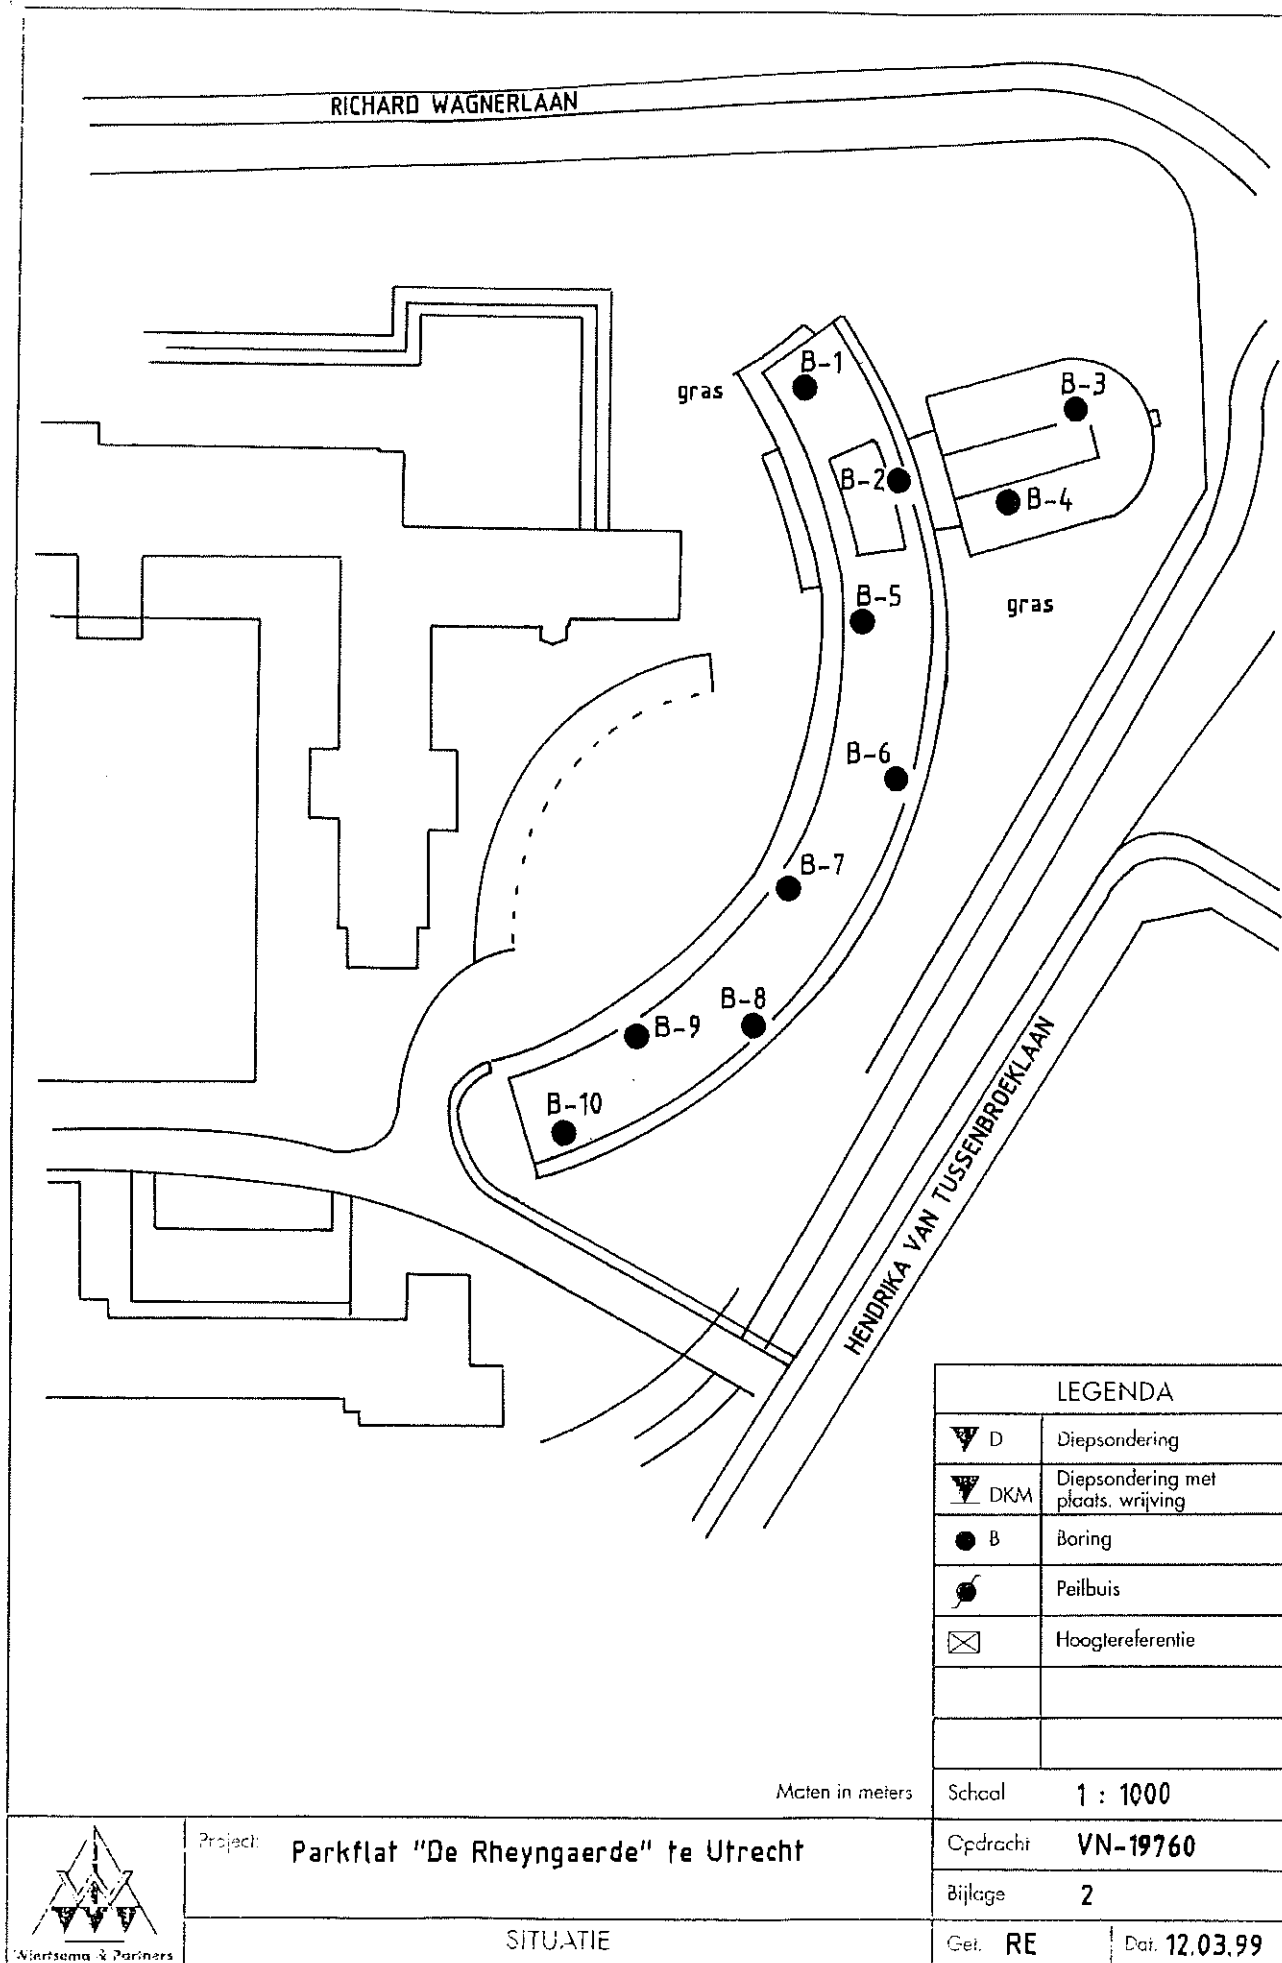 RICHARD WAGNERLAAN
gras
B-1
B-3
B-2
B-4
B-5
gras
B-6
B-7
B-8
B-9
B-10
HENDRIKA VAN TUSSENBROEKLAAN
LEGENDA
D Diepsondering
DKM Diepsondering met
plaats. wrijving
B Boring
Peilbuis
Hoogtereferentie
Maten in meters
Schaal 1 : 1000
Project: Parkflat "De Rheyngaerde" te Utrecht
Opdracht VN-19760
Bijlage 2
SITUATIE
Get. RE
Dat. 12.03.99
Wiertsema & Partners